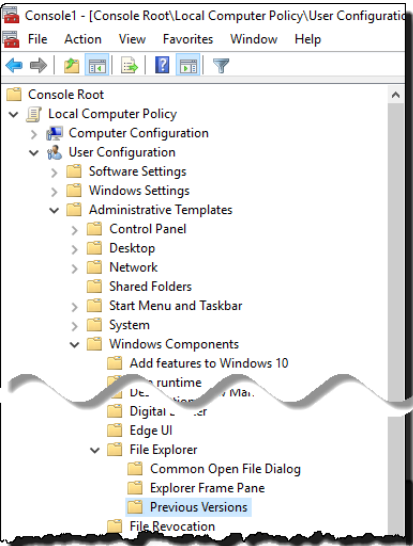 Console1 - [Console Root\Local Computer Policy\User Configuratio
File Action View Favorites Window Help
Console Root
Local Computer Policy
Computer Configuration
User Configuration
Software Settings
Windows Settings
Administrative Templates
Control Panel
Desktop
Network
Shared Folders
Start Menu and Taskbar
System
Windows Components
Add features to Windows 10
runtime
Digital
Edge UI
File Explorer
Common Open File Dialog
Explorer Frame Pane
Previous Versions
File Revocation